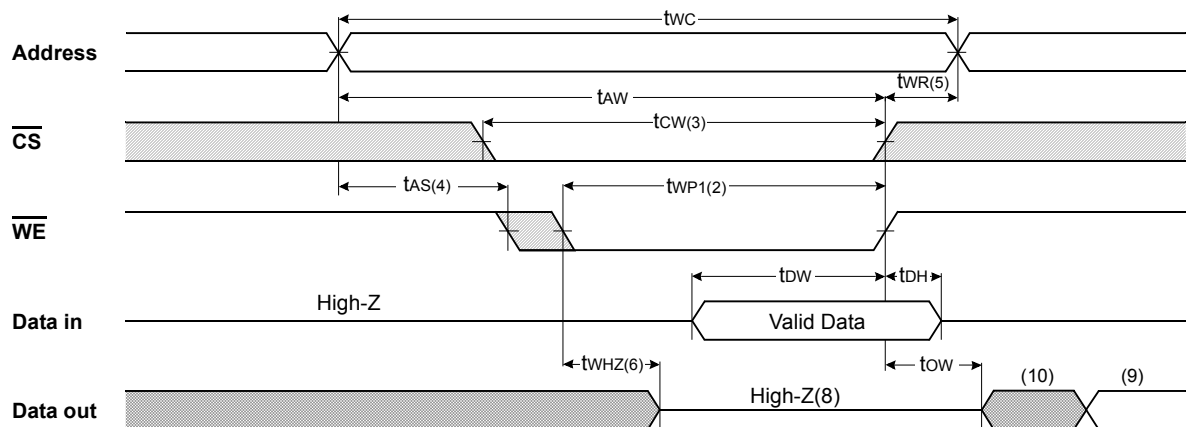 tWC
Address
tWR(5)
tAW
tCW(3)
CS
tAS(4)
tWP1(2)
WE
tDW
tDH
High-Z
Data in
Valid Data
tWHZ(6)
tOW
High-Z(8)
(10)
(9)
Data out